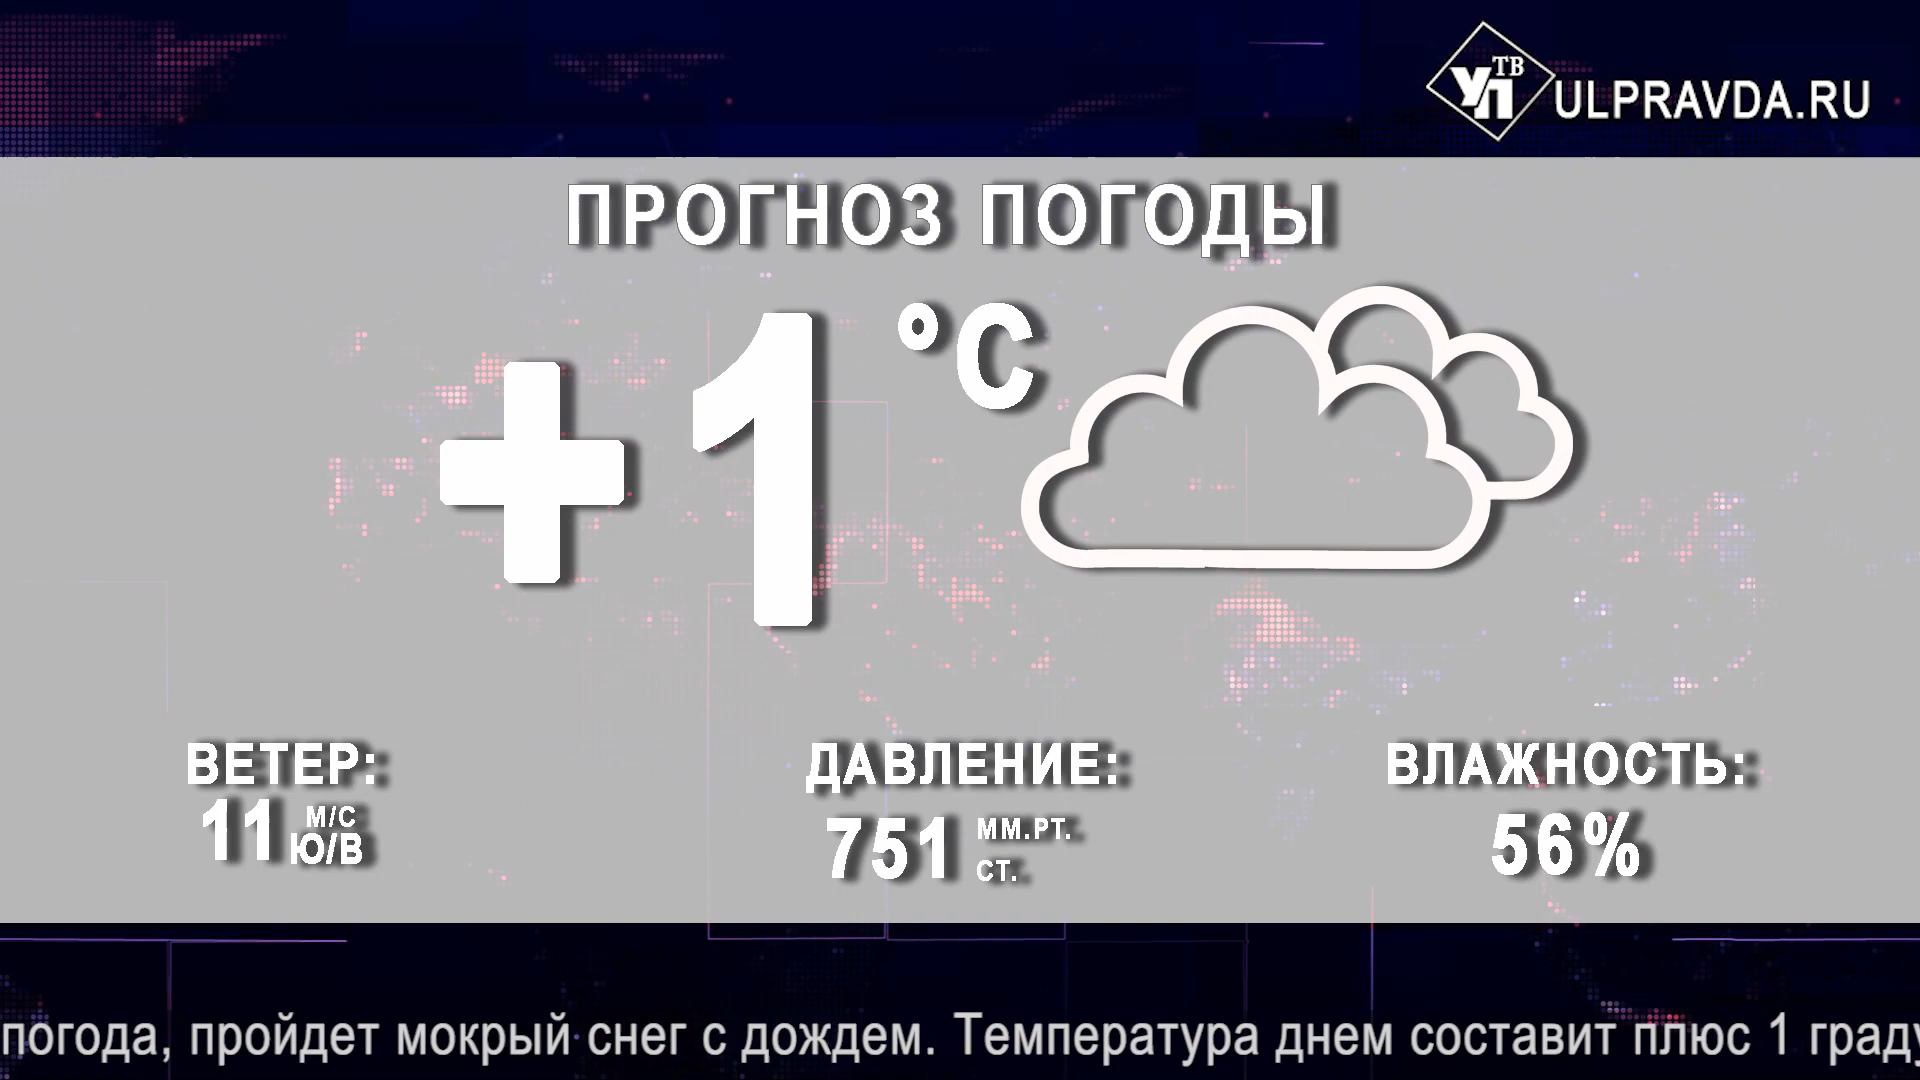 УП ТВ
ULPRAVDA.RU
ПРОГНОЗ ПОГОДЫ
+1 °C
ВЕТЕР:
11 М/С
Ю/В
ДАВЛЕНИЕ:
751 ММ.РТ.
СТ.
ВЛАЖНОСТЬ:
56%
погода, пройдет мокрый снег с дождем. Температура днем составит плюс 1 граду